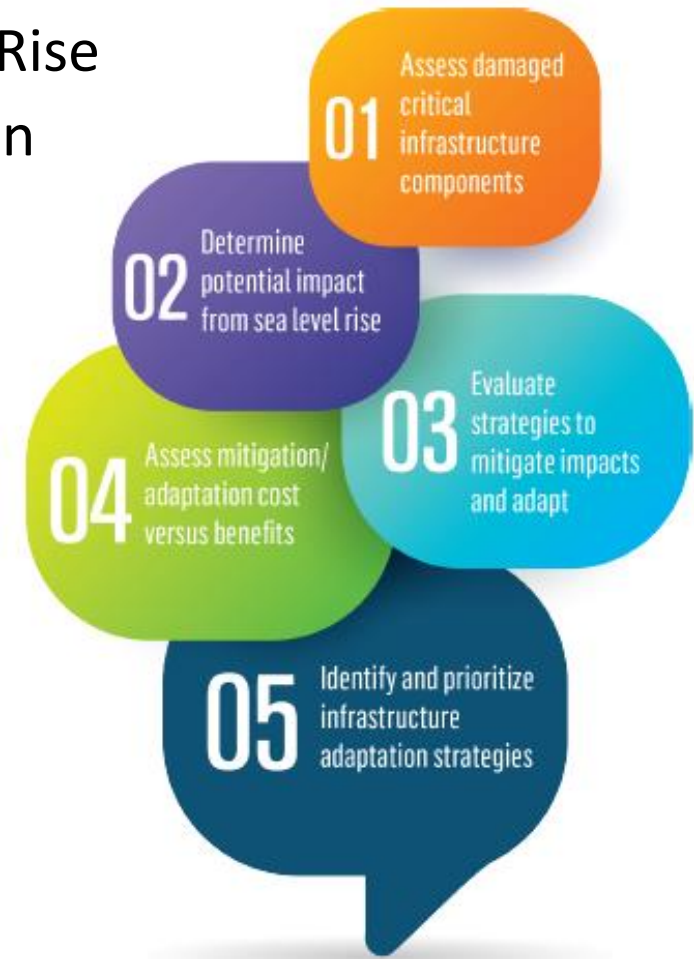 Rise
n
01
Assess damaged
critical
infrastructure
components
02
Determine
potential impact
from sea level rise
03
Evaluate
strategies to
mitigate impacts
and adapt
04
Assess mitigation/
adaptation cost
versus benefits
05
Identify and prioritize
infrastructure
adaptation strategies